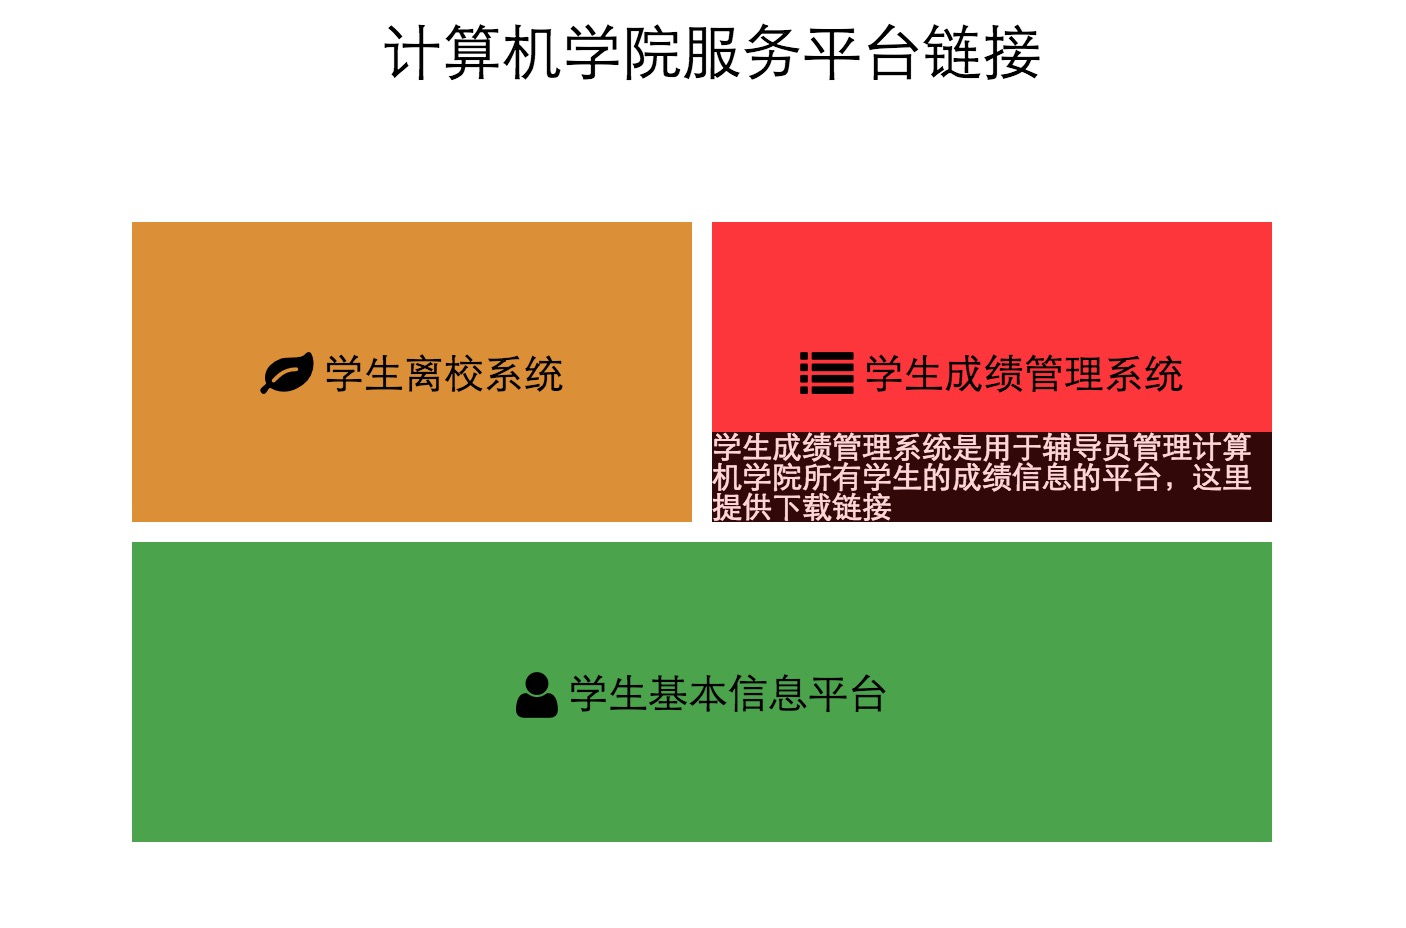 计算机学院服务平台链接
学生离校系统
学生成绩管理系统
学生成绩管理系统是用于辅导员管理计算
机学院所有学生的成绩信息的平台，这里
提供下载链接
学生基本信息平台